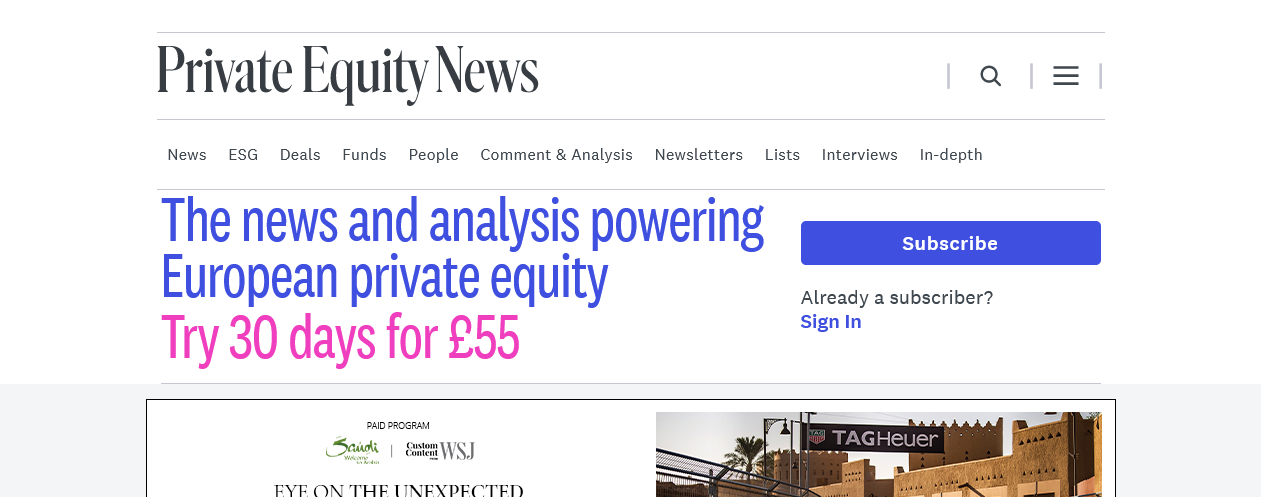 Private Equity News
News ESG Deals Funds People Comment & Analysis Newsletters Lists Interviews In-depth
The news and analysis powering
European private equity
Try 30 days for £55
Subscribe
Already a subscriber?
Sign In
PAID PROGRAM
Saudi
Welcome
to Arabia
Custom
Content
FROM
WSJ
EYE ON THE UNEXPECTED
TAG
HEUER
TAGHeuer